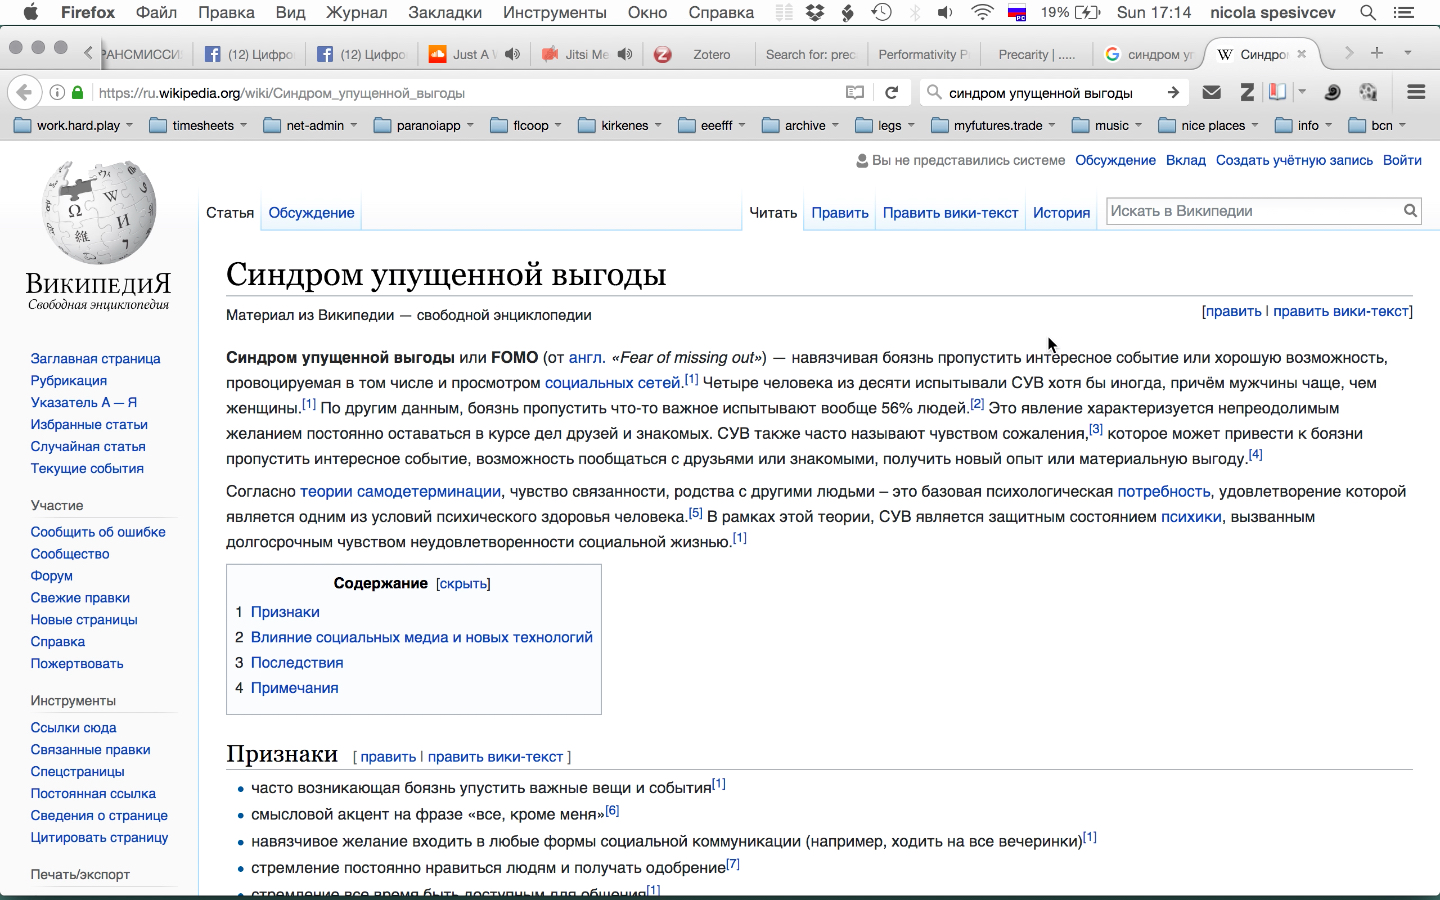 Firefox Файл Правка Вид Журнал Закладки Инструменты Окно Справка 19% Sun 17:14 nicola spesivcev
РАНСМИССИ (12) Цифро (12) Цифро Just A Jitsi Me Zotero Search for: prec Performativity P Precarity | ..... синдром уп Синдро
https://ru.wikipedia.org/wiki/Синдром_упущенной_выгоды синдром упущенной выгоды
work.hard.play timesheets net-admin paranoiapp flcoop kirkenes eeefff archive legs myfutures.trade music nice places info bcn
Вы не представились системе Обсуждение Вклад Создать учётную запись Войти
Статья Обсуждение Читать Править Править вики-текст История Искать в Википедии
ВикипедиЯ
Свободная энциклопедия
Заглавная страница
Рубрикация
Указатель А — Я
Избранные статьи
Случайная статья
Текущие события
Участие
Сообщить об ошибке
Сообщество
Форум
Свежие правки
Новые страницы
Справка
Пожертвовать
Инструменты
Ссылки сюда
Связанные правки
Спецстраницы
Постоянная ссылка
Сведения о странице
Цитировать страницу
Печать/экспорт
Синдром упущенной выгоды
Материал из Википедии — свободной энциклопедии
[править | править вики-текст]
Синдром упущенной выгоды или FOMO (от англ. «Fear of missing out») — навязчивая боязнь пропустить интересное событие или хорошую возможность,
провоцируемая в том числе и просмотром социальных сетей.[1] Четыре человека из десяти испытывали СУВ хотя бы иногда, причём мужчины чаще, чем
женщины.[1] По другим данным, боязнь пропустить что-то важное испытывают вообще 56% людей.[2] Это явление характеризуется непреодолимым
желанием постоянно оставаться в курсе дел друзей и знакомых. СУВ также часто называют чувством сожаления,[3] которое может привести к боязни
пропустить интересное событие, возможность пообщаться с друзьями или знакомыми, получить новый опыт или материальную выгоду.[4]
Согласно теории самодетерминации, чувство связанности, родства с другими людьми – это базовая психологическая потребность, удовлетворение которой
является одним из условий психического здоровья человека.[5] В рамках этой теории, СУВ является защитным состоянием психики, вызванным
долгосрочным чувством неудовлетворенности социальной жизнью.[1]
Содержание [скрыть]
1 Признаки
2 Влияние социальных медиа и новых технологий
3 Последствия
4 Примечания
Признаки [ править | править вики-текст ]
• часто возникающая боязнь упустить важные вещи и события[1]
• смысловой акцент на фразе «все, кроме меня»[6]
• навязчивое желание входить в любые формы социальной коммуникации (например, ходить на все вечеринки)[1]
• стремление постоянно нравиться людям и получать одобрение[7]
• стремление все время быть доступным для общения[1]